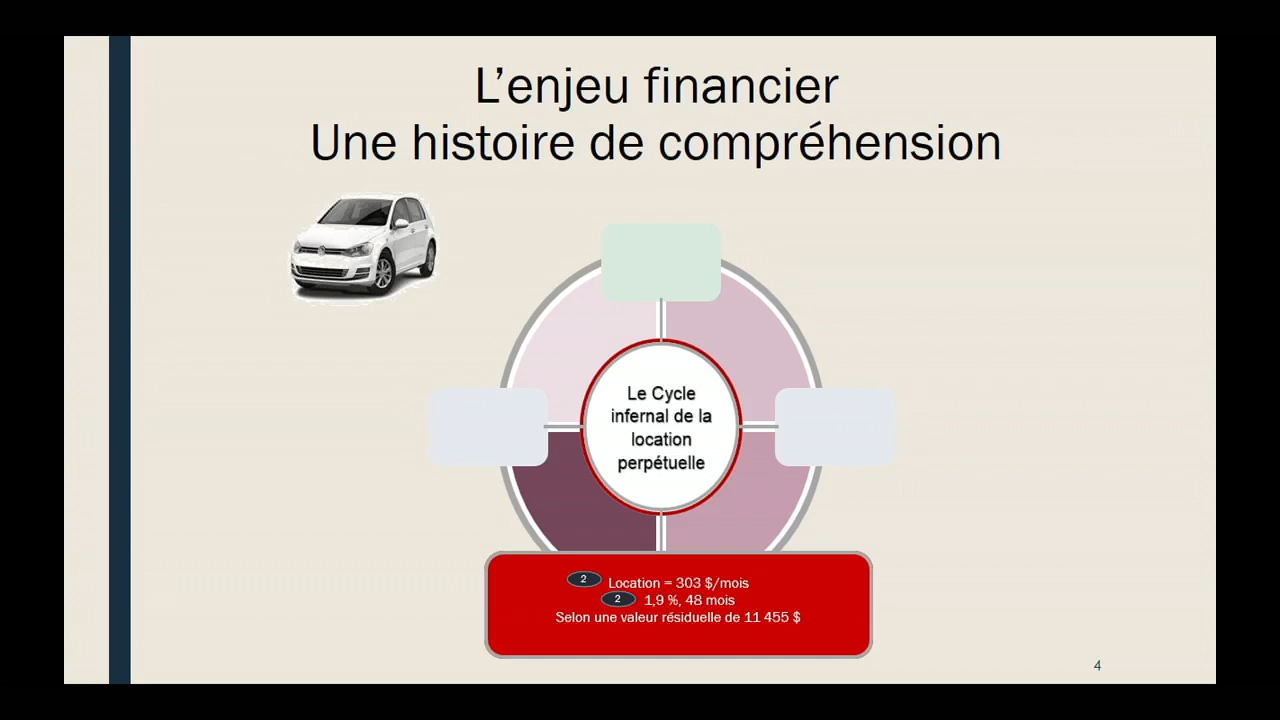 L’enjeu financier
Une histoire de compréhension
Le Cycle
infernal de la
location
perpétuelle
2 Location = 303 $/mois
2 1,9 %, 48 mois
Selon une valeur résiduelle de 11 455 $
4